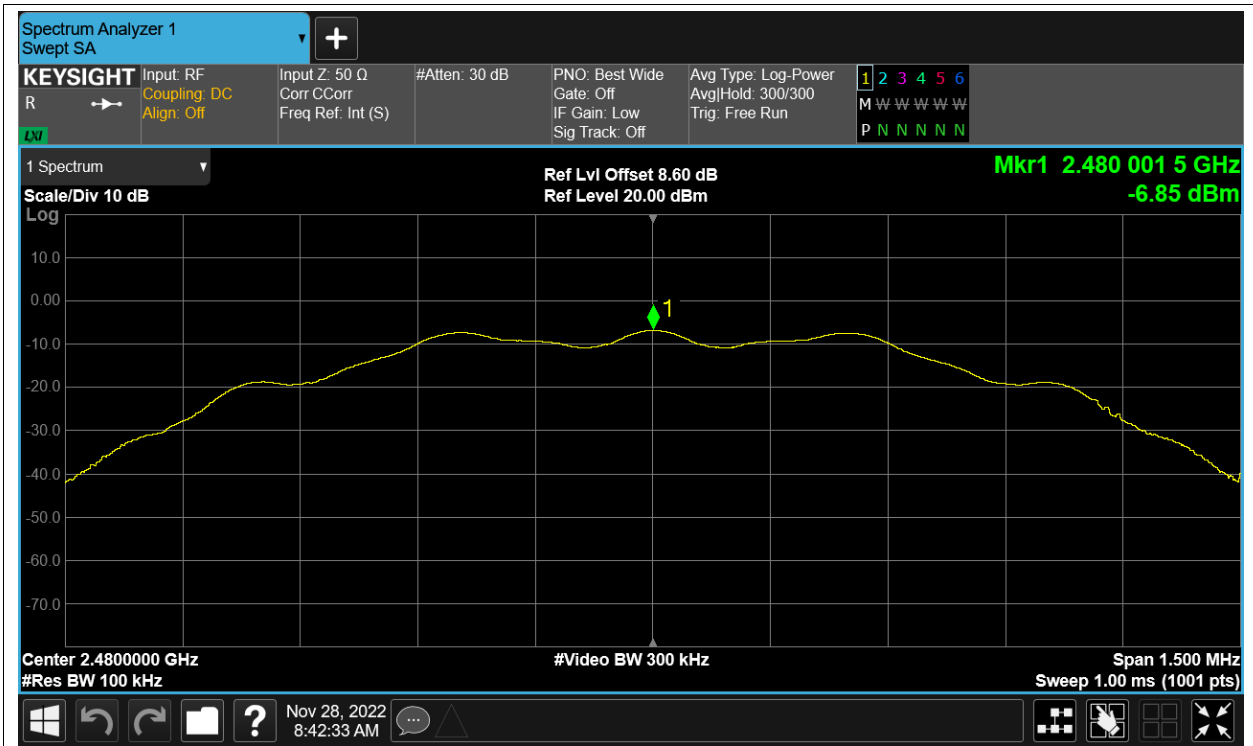 Spectrum Analyzer 1
Swept SA
KEYSIGHT
R
LXI
Input: RF
Coupling: DC
Align: Off
Input Z: 50 Ω
Corr CCorr
Freq Ref: Int (S)
#Atten: 30 dB
PNO: Best Wide
Gate: Off
IF Gain: Low
Sig Track: Off
Avg Type: Log-Power
Avg|Hold: 300/300
Trig: Free Run
1 2 3 4 5 6
M W W W W W
P N N N N N
1 Spectrum
Scale/Div 10 dB
Log
Ref Lvl Offset 8.60 dB
Ref Level 20.00 dBm
Mkr1 2.480 001 5 GHz
-6.85 dBm
10.0
0.00
1
-10.0
-20.0
-30.0
-40.0
-50.0
-60.0
-70.0
Center 2.4800000 GHz
#Video BW 300 kHz
Span 1.500 MHz
#Res BW 100 kHz
Sweep 1.00 ms (1001 pts)
?
Nov 28, 2022
8:42:33 AM